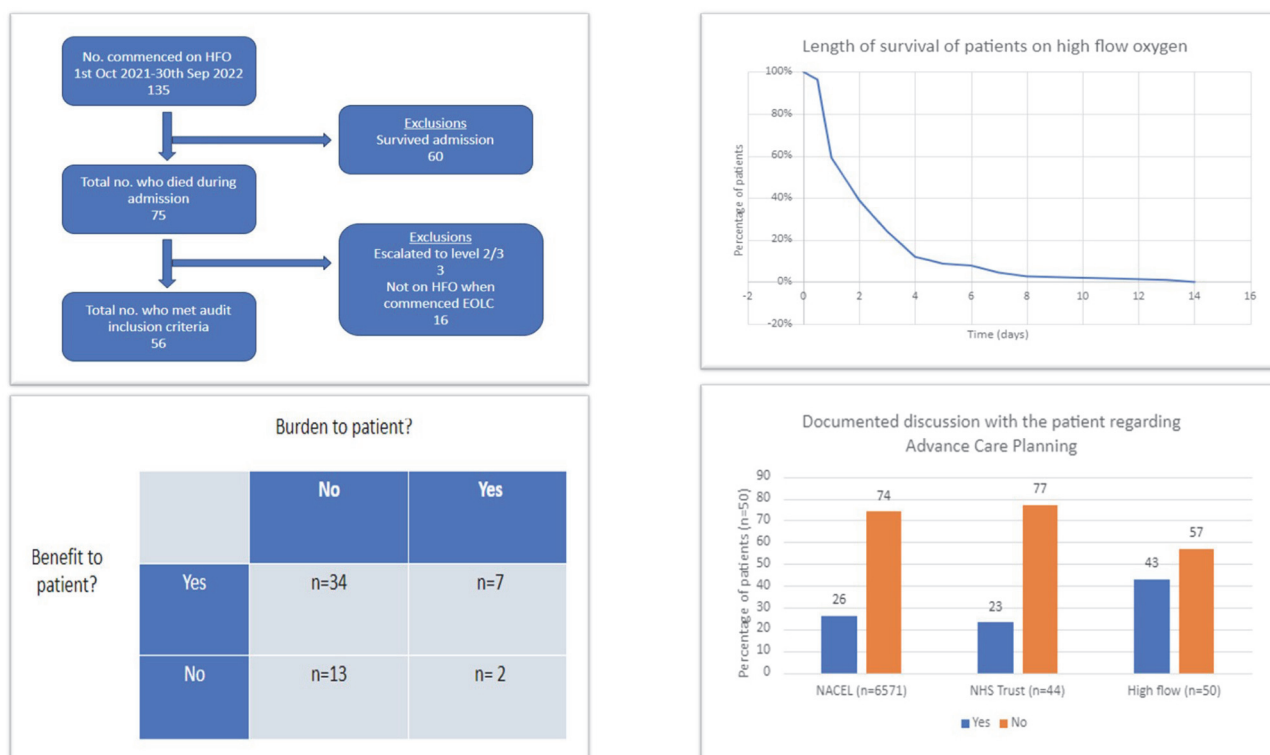 No. commenced on HFO
1st Oct 2021-30th Sep 2022
135
Exclusions
Survived admission
60
Total no. who died during
admission
75
Exclusions
Escalated to level 2/3
3
Not on HFO when
commenced EOLC
16
Total no. who met audit
inclusion criteria
56
Length of survival of patients on high flow oxygen
Percentage of patients
100%
80%
60%
40%
20%
0%
-20%
-2 0 2 4 6 8 10 12 14 16
Time (days)
Burden to patient?
No Yes
Benefit to
patient?
Yes n=34 n=7
No n=13 n= 2
Documented discussion with the patient regarding
Advance Care Planning
Percentage of patients (n=50)
90
80
70
60
50
40
30
20
10
0
26 74 23 77 43 57
NACEL (n=6571) NHS Trust (n=44) High flow (n=50)
Yes No